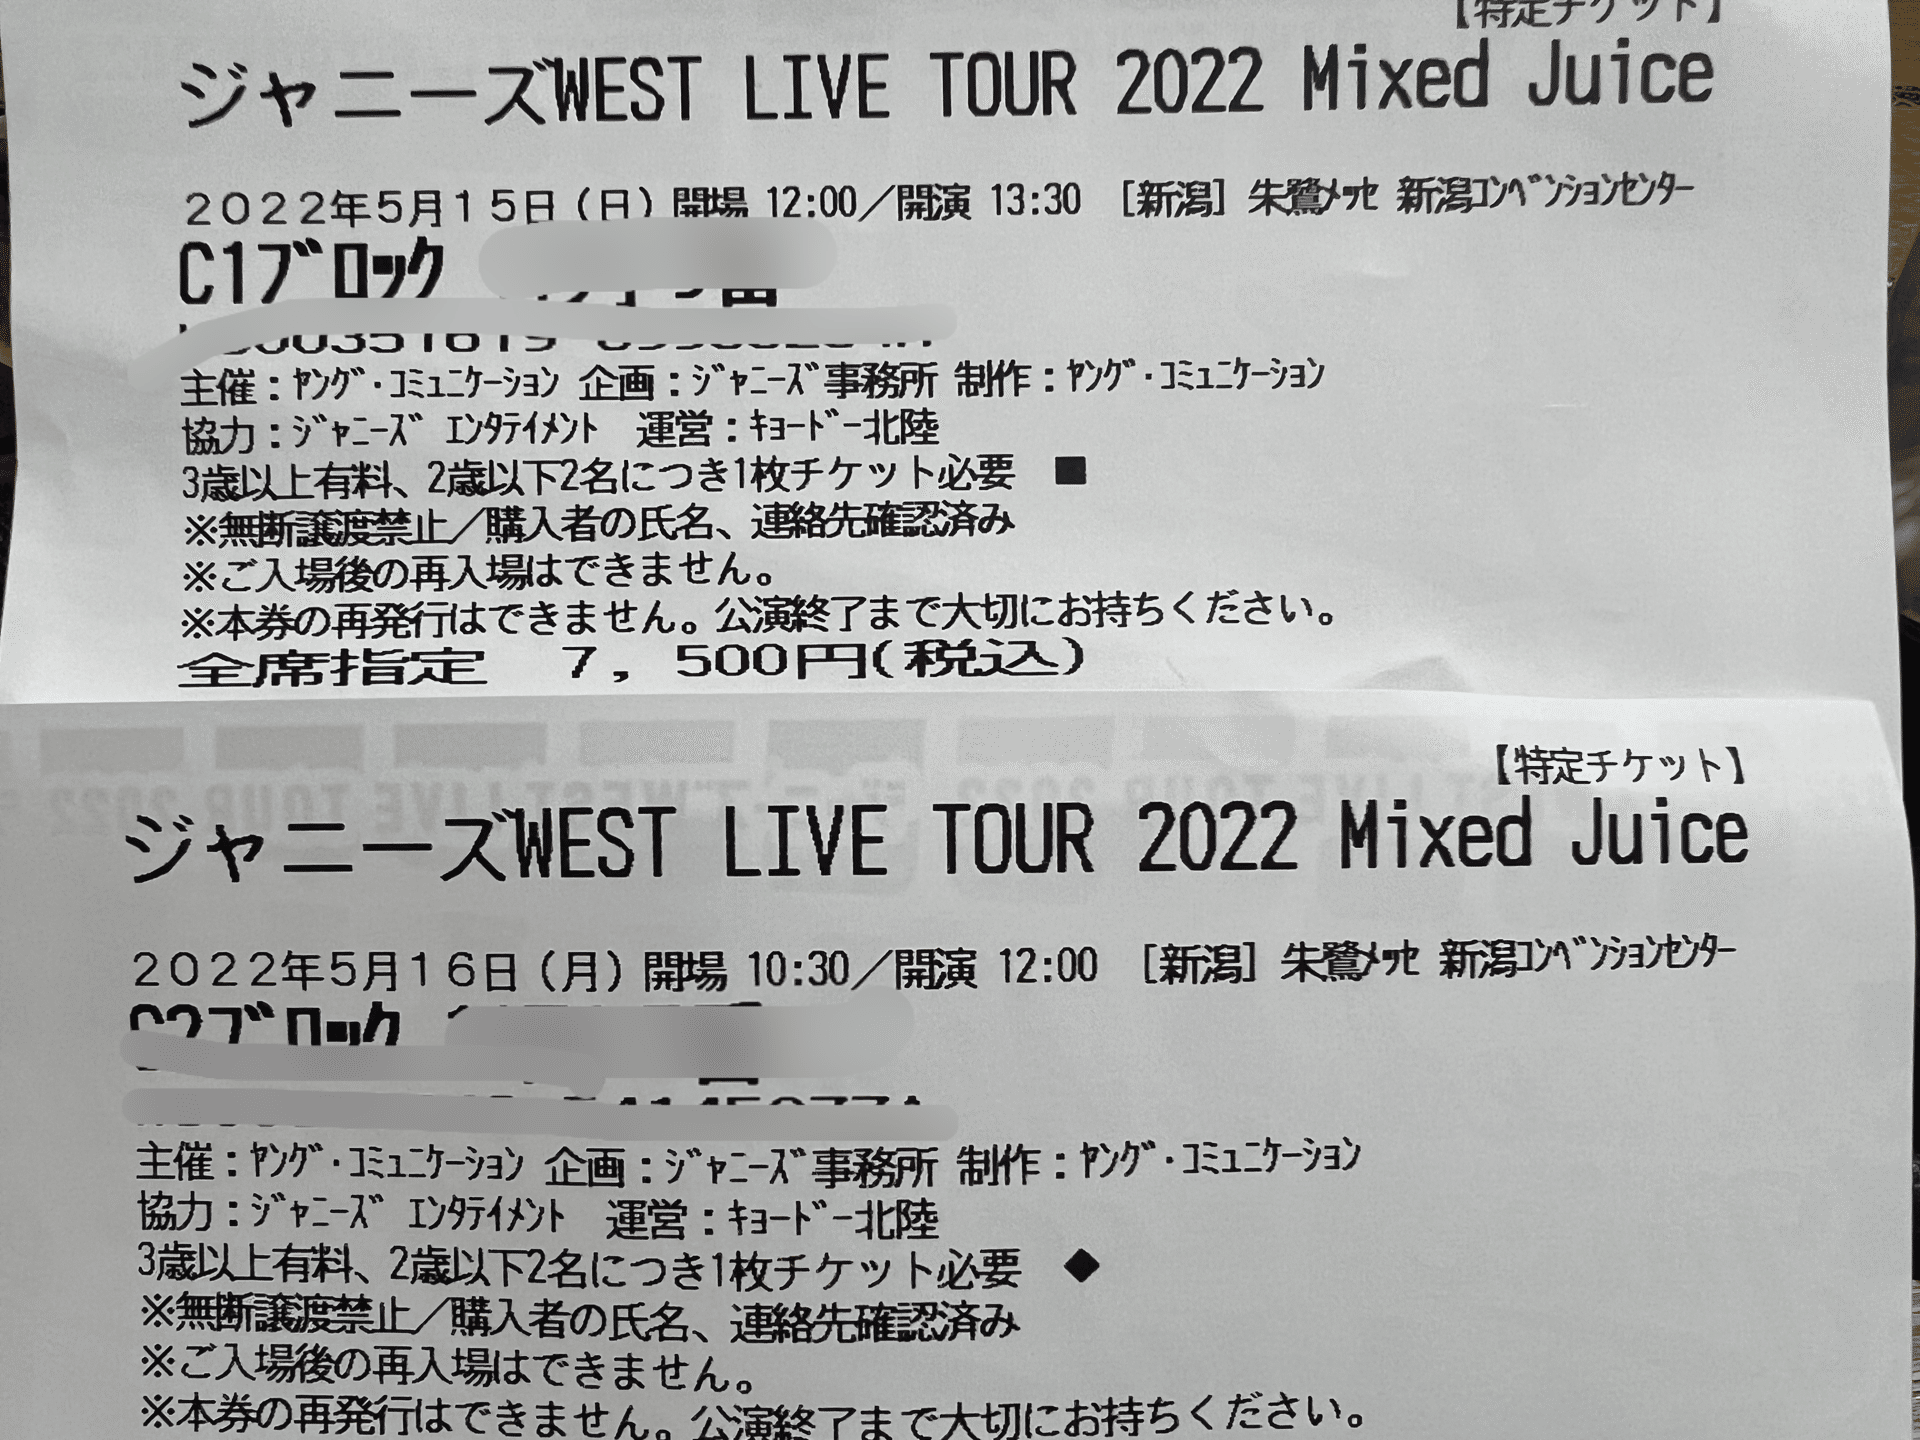 【特定チケット】
ジャニーズWEST LIVE TOUR 2022 Mixed Juice
2022年5月15日(日)開場 12:00／開演 13:30 [新潟] 朱鷺ﾒｯｾ 新潟ｺﾝﾍﾞﾝｼｮﾝｾﾝﾀｰ
C1ﾌﾞﾛｯｸ
主催：ﾔﾝｸﾞ･ｺﾐｭﾆｹｰｼｮﾝ 企画：ｼﾞｬﾆｰｽﾞ事務所 制作：ﾔﾝｸﾞ･ｺﾐｭﾆｹｰｼｮﾝ
協力：ｼﾞｬﾆｰｽﾞ ｴﾝﾀﾃｲﾒﾝﾄ 運営：ｷｮｰﾄﾞｰ北陸
3歳以上有料、2歳以下2名につき1枚チケット必要 ■
※無断譲渡禁止／購入者の氏名、連絡先確認済み
※ご入場後の再入場はできません。
※本券の再発行はできません。公演終了まで大切にお持ちください。
全席指定 7,500円(税込)
【特定チケット】
ジャニーズWEST LIVE TOUR 2022 Mixed Juice
2022年5月16日(月)開場 10:30／開演 12:00 [新潟] 朱鷺ﾒｯｾ 新潟ｺﾝﾍﾞﾝｼｮﾝｾﾝﾀｰ
C2ﾌﾞﾛｯｸ
主催：ﾔﾝｸﾞ･ｺﾐｭﾆｹｰｼｮﾝ 企画：ｼﾞｬﾆｰｽﾞ事務所 制作：ﾔﾝｸﾞ･ｺﾐｭﾆｹｰｼｮﾝ
協力：ｼﾞｬﾆｰｽﾞ ｴﾝﾀﾃｲﾒﾝﾄ 運営：ｷｮｰﾄﾞｰ北陸
3歳以上有料、2歳以下2名につき1枚チケット必要 ◆
※無断譲渡禁止／購入者の氏名、連絡先確認済み
※ご入場後の再入場はできません。
※本券の再発行はできません。公演終了まで大切にお持ちください。